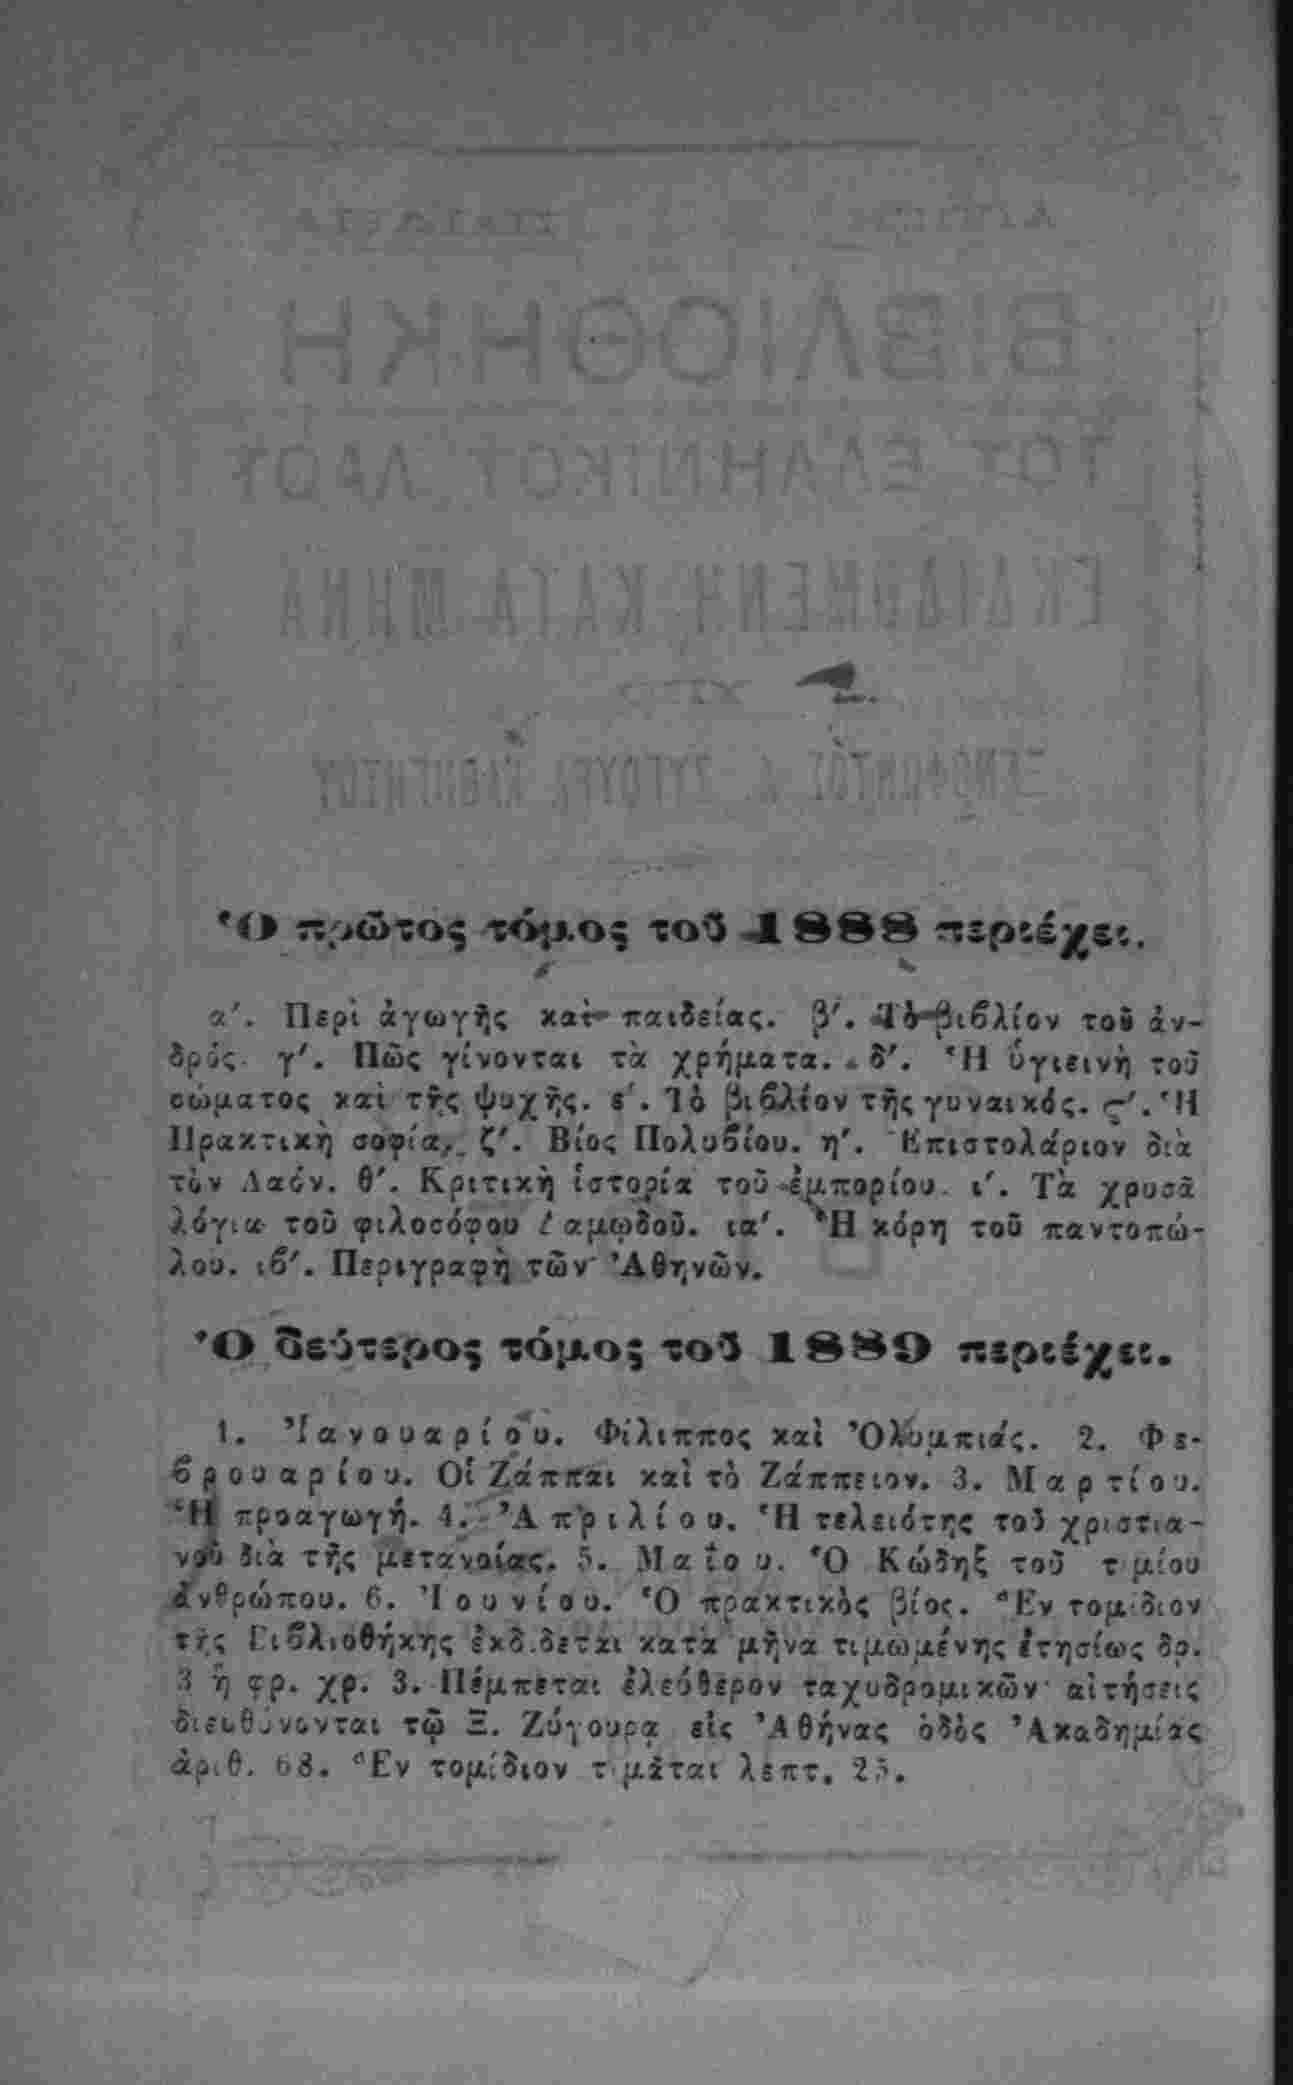 Ὁ πρῶτος τόμος τοῦ 1888 περιέχει.
α΄. Περὶ ἀγωγῆς καὶ παιδείας. β΄. Τὸ βιβλίον τοῦ ἀν-
δρός. γ΄. Πῶς γίνονται τὰ χρήματα. δ΄. Ἡ ὑγιεινὴ τοῦ
σώματος καὶ τῆς ψυχῆς. ε΄. Τὸ βιβλίον τῆς γυναικός. ς΄. Ἡ
Πρακτικὴ σοφία, ζ΄. Βίος Πολυβίου. η΄. Ἐπιστολάριον διὰ
τὸν Λαόν. θ΄. Κριτικὴ ἱστορία τοῦ ἐμπορίου. ι΄. Τὰ χρυσᾶ
λόγια τοῦ φιλοσόφου Σαμωδοῦ. ια΄. Ἡ κόρη τοῦ παντοπώ-
λου. ιβ΄. Περιγραφὴ τῶν Ἀθηνῶν.
Ὁ δεύτερος τόμος τοῦ 1889 περιέχει.
1. Ἰανουαρίου. Φίλιππος καὶ Ὀλυμπιάς. 2. Φε-
βρουαρίου. Οἱ Ζάππαι καὶ τὸ Ζάππειον. 3. Μαρτίου.
Ἡ προαγωγή. 4. Ἀπριλίου. Ἡ τελειότης τοῦ χριστια-
νοῦ διὰ τῆς μετανοίας. 5. Μαΐου. Ὁ Κώδηξ τοῦ τιμίου
ἀνθρώπου. 6. Ἰουνίου. Ὁ πρακτικὸς βίος. Ἓν τομίδιον
τῆς Βιβλιοθήκης ἐκδίδεται κατὰ μῆνα τιμωμένης ἐτησίως δρ.
3 ἢ φρ. χρ. 3. Πέμπεται ἐλεύθερον ταχυδρομικῶν αἰτήσεις
διευθύνονται τῷ Ξ. Ζύγουρᾳ εἰς Ἀθήνας ὁδὸς Ἀκαδημίας
ἀριθ. 68. Ἓν τομίδιον τιμᾶται λεπτ. 25.